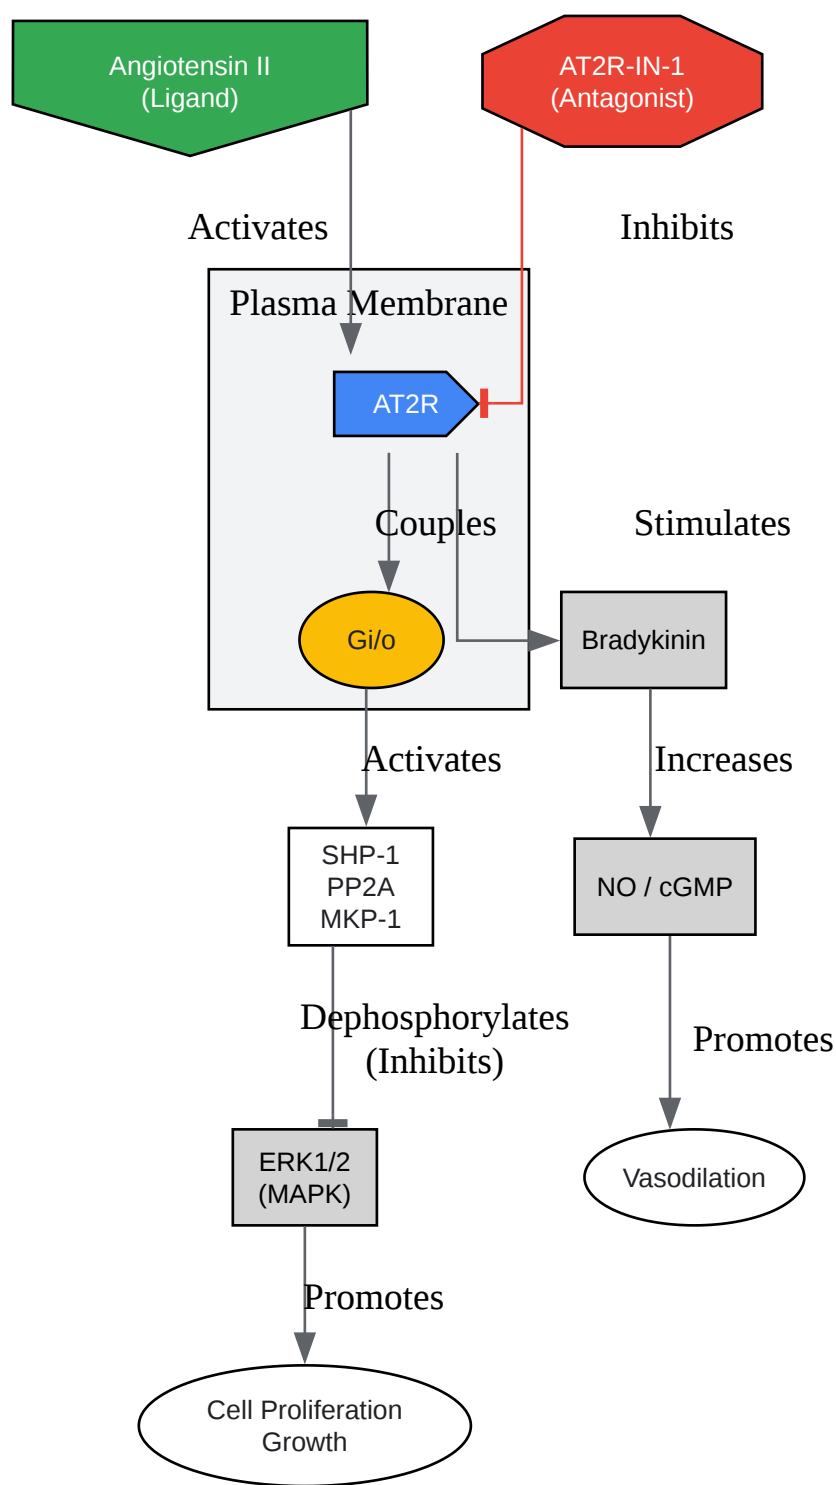 Angiotensin II
(Ligand)
AT2R-IN-1
(Antagonist)
Activates
Inhibits
Plasma Membrane
AT2R
Couples
Stimulates
Gi/o
Bradykinin
Activates
Increases
SHP-1
PP2A
MKP-1
NO / cGMP
Dephosphorylates
(Inhibits)
Promotes
ERK1/2
(MAPK)
Vasodilation
Promotes
Cell Proliferation
Growth